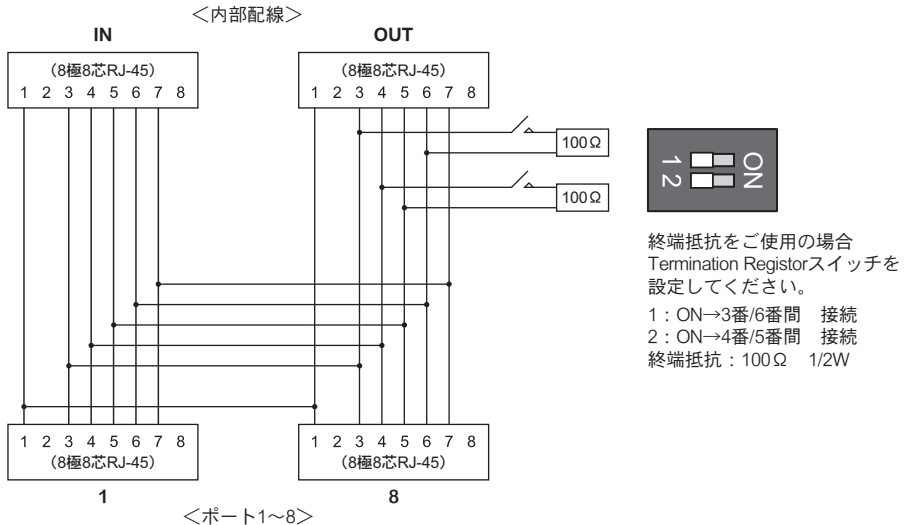 ＜内部配線＞
IN
OUT
（8極8芯RJ-45）
1 2 3 4 5 6 7 8
（8極8芯RJ-45）
1 2 3 4 5 6 7 8
100Ω
100Ω
1 2
ON
終端抵抗をご使用の場合
Termination Registorスイッチを
設定してください。
1：ON→3番/6番間　接続
2：ON→4番/5番間　接続
終端抵抗：100Ω　1/2W
1 2 3 4 5 6 7 8
（8極8芯RJ-45）
1
1 2 3 4 5 6 7 8
（8極8芯RJ-45）
8
＜ポート1～8＞